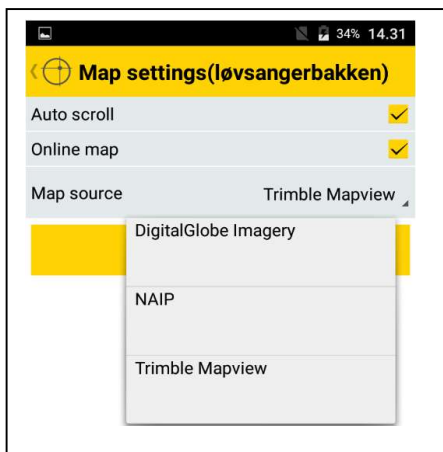 34% 14.31
Map settings(løvsangerbakken)
Auto scroll
Online map
Map source Trimble Mapview
DigitalGlobe Imagery
NAIP
Trimble Mapview